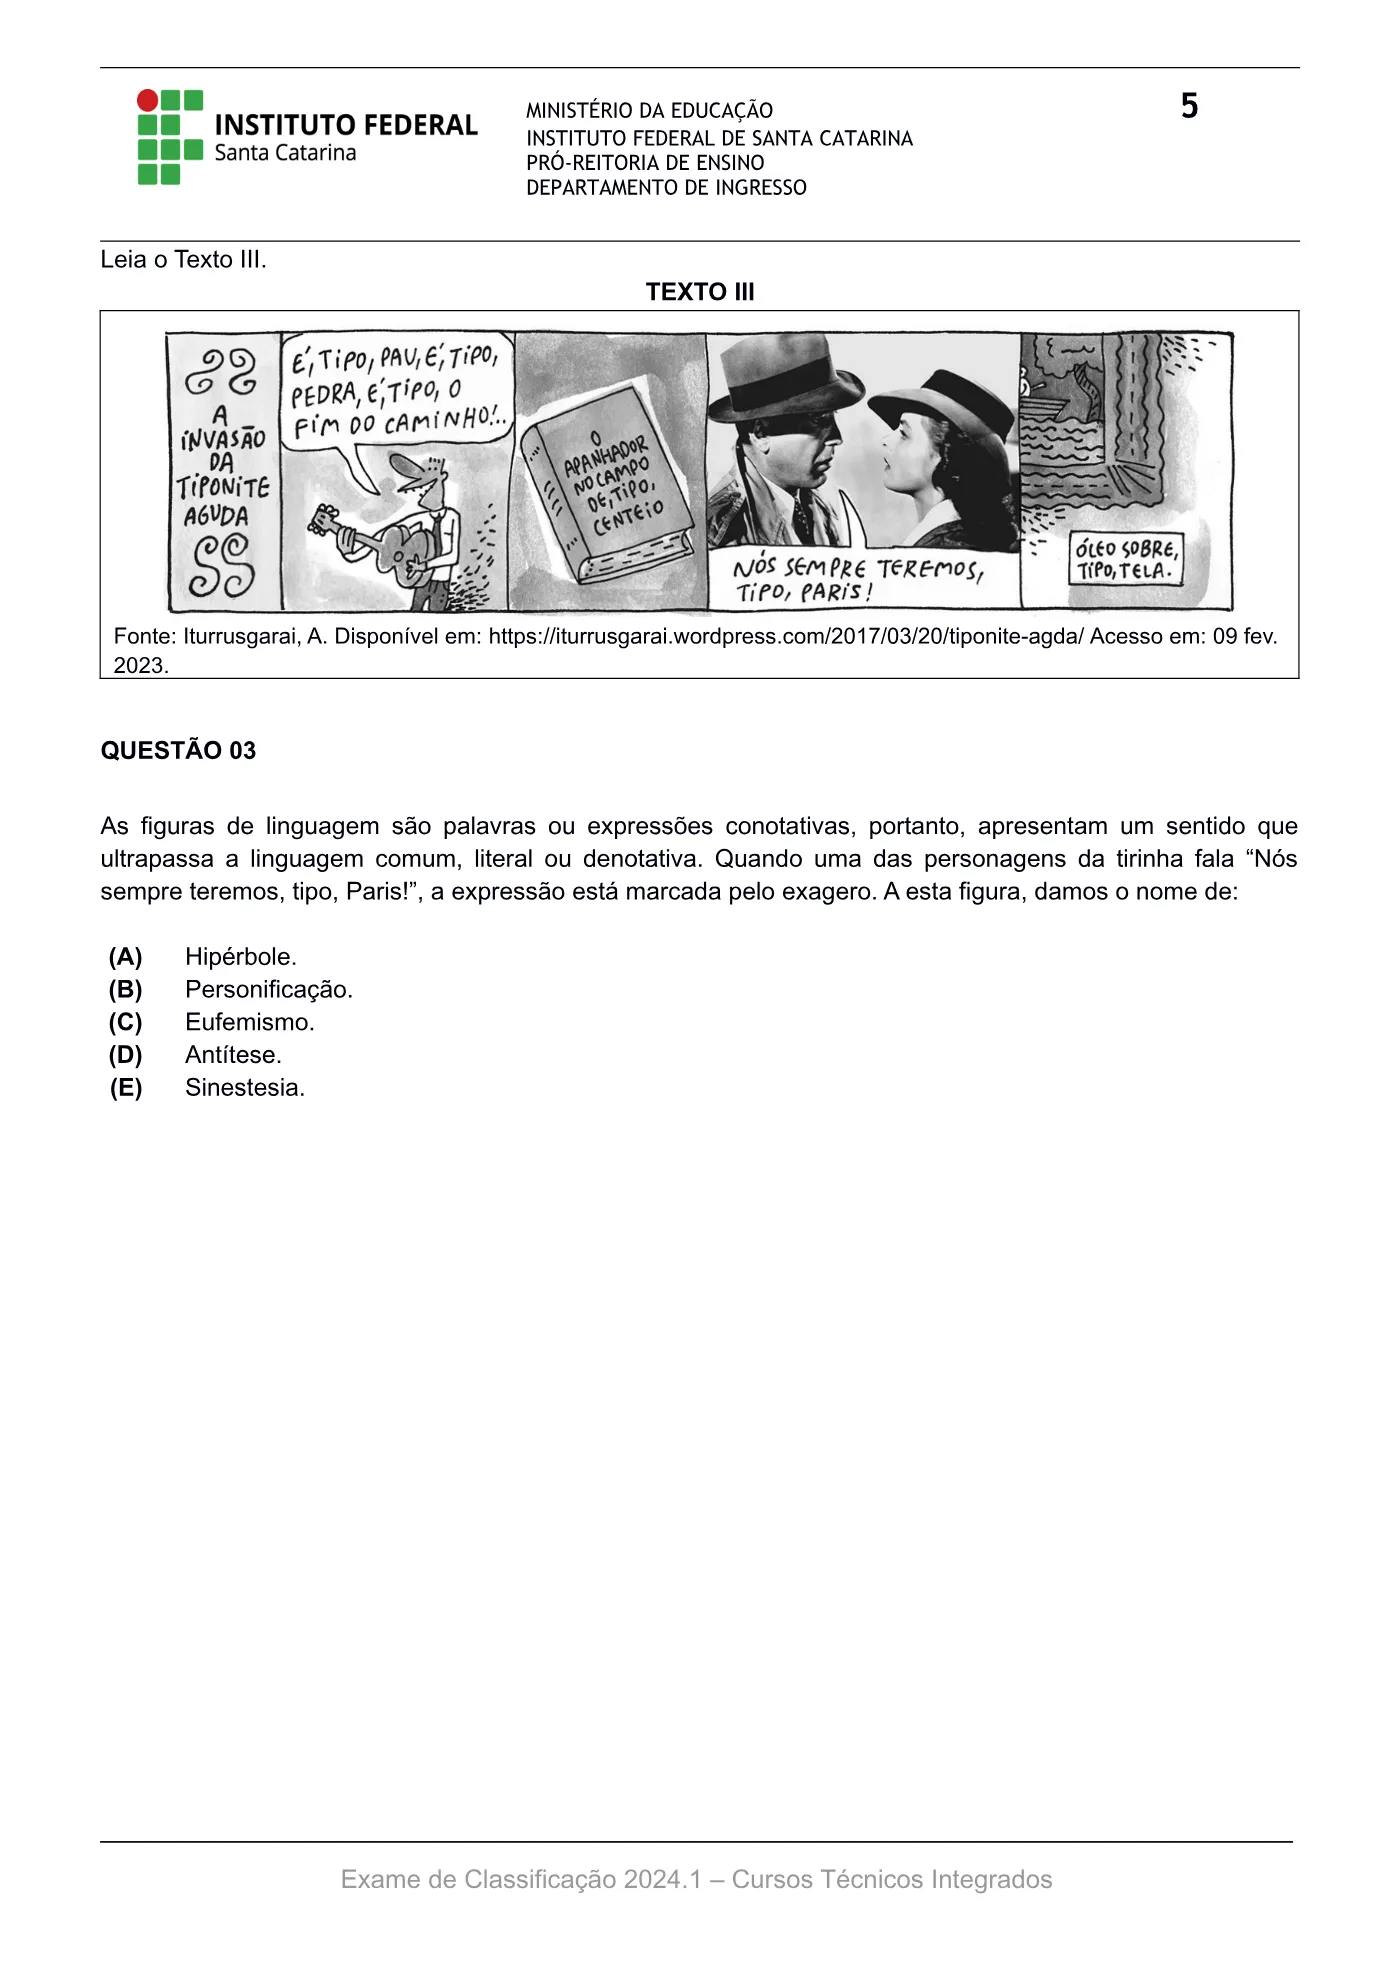 INSTITUTO FEDERAL
Santa Catarina
MINISTÉRIO DA EDUCAÇÃO
INSTITUTO FEDERAL DE SANTA CATARINA
PRÓ-REITORIA DE ENSINO
DEPARTAMENTO DE INGRESSO
5
Leia o Texto III.
TEXTO III
A
INVASÃO
DA
TIPONITE
AGUDA
É, TIPO, PAU, É, TIPO,
PEDRA, É, TIPO, O
FIM DO CAMINHO!..
O
APANHADOR
NO CAMPO
DE, TIPO,
CENTEIO
NÓS SEMPRE TEREMOS,
TIPO, PARIS!
ÓLEO SOBRE,
TIPO, TELA.
Fonte: Iturrusgarai, A. Disponível em: https://iturrusgarai.wordpress.com/2017/03/20/tiponite-agda/ Acesso em: 09 fev.
2023.
QUESTÃO 03
As figuras de linguagem são palavras ou expressões conotativas, portanto, apresentam um sentido que
ultrapassa a linguagem comum, literal ou denotativa. Quando uma das personagens da tirinha fala “Nós
sempre teremos, tipo, Paris!”, a expressão está marcada pelo exagero. A esta figura, damos o nome de:
(A) Hipérbole.
(B) Personificação.
(C) Eufemismo.
(D) Antítese.
(E) Sinestesia.
Exame de Classificação 2024.1 – Cursos Técnicos Integrados